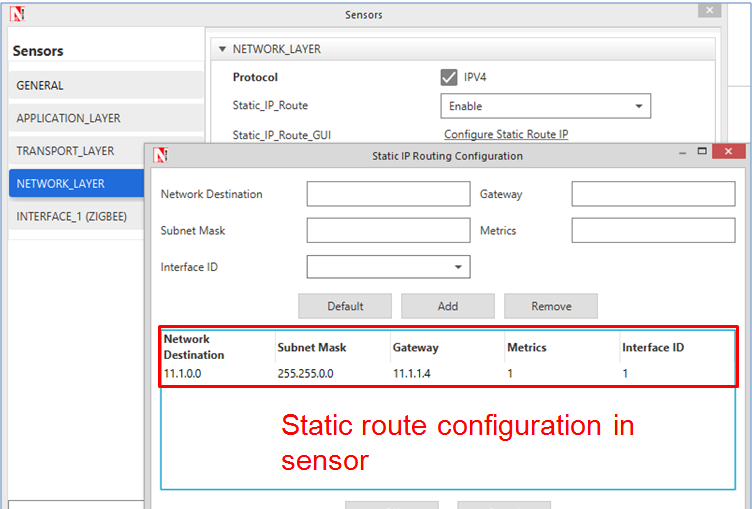 Sensors
Sensors
GENERAL
APPLICATION_LAYER
TRANSPORT_LAYER
NETWORK_LAYER
INTERFACE_1 (ZIGBEE)
NETWORK_LAYER
Protocol
IPV4
Static_IP_Route
Enable
Static_IP_Route_GUI
Configure Static Route IP
Static IP Routing Configuration
Network Destination
Gateway
Subnet Mask
Metrics
Interface ID
Default
Add
Remove
Network
Destination
Subnet Mask
Gateway
Metrics
Interface ID
11.1.0.0
255.255.0.0
11.1.1.4
1
1
Static route configuration in
sensor